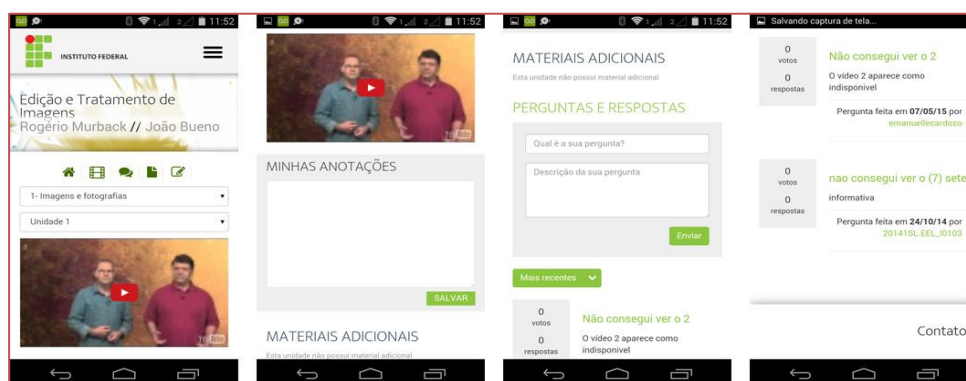 11:52
INSTITUTO FEDERAL
Edição e Tratamento de
Imagens
Rogério Murback // João Bueno
1- Imagens e fotografias
Unidade 1
YouTube
11:52
YouTube
MINHAS ANOTAÇÕES
SALVAR
MATERIAIS ADICIONAIS
Esta unidade não possui material adicional
11:52
MATERIAIS ADICIONAIS
Esta unidade não possui material adicional
PERGUNTAS E RESPOSTAS
Qual é a sua pergunta?
Descrição da sua pergunta
Enviar
Mais recentes
0
votos
0
respostas
Não consegui ver o 2
O vídeo 2 aparece como
indisponivel
Salvando captura de tela...
0
votos
0
respostas
Não consegui ver o 2
O vídeo 2 aparece como
indisponivel
Pergunta feita em 07/05/15 por
emanuellecardozo
0
votos
0
respostas
nao consegui ver o (7) sete
informativa
Pergunta feita em 24/10/14 por
20141SL.EEL_I0103
Contato